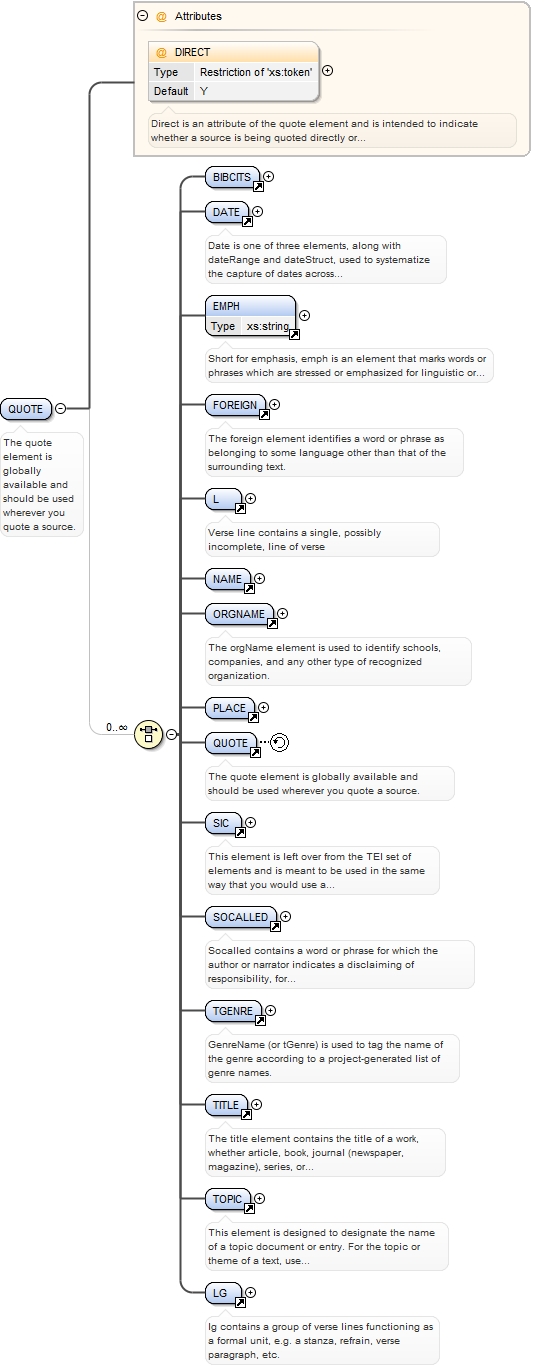 @ Attributes
@ DIRECT
Type Restriction of 'xs:token'
Default Y
Direct is an attribute of the quote element and is intended to indicate
whether a source is being quoted directly or...
BIBCITS
DATE
Date is one of three elements, along with
dateRange and dateStruct, used to systematize
the capture of dates across...
EMPH
Type xs:string
Short for emphasis, emph is an element that marks words or
phrases which are stressed or emphasized for linguistic or...
QUOTE
The quote
element is
globally
available and
should be used
wherever you
quote a source.
FOREIGN
The foreign element identifies a word or phrase as
belonging to some language other than that of the
surrounding text.
L
Verse line contains a single, possibly
incomplete, line of verse
NAME
ORGNAME
The orgName element is used to identify schools,
companies, and any other type of recognized
organization.
PLACE
0..∞
QUOTE
The quote element is globally available and
should be used wherever you quote a source.
SIC
This element is left over from the TEI set of
elements and is meant to be used in the same
way that you would use a...
SOCALLED
Socalled contains a word or phrase for which the
author or narrator indicates a disclaiming of
responsibility, for...
TGENRE
GenreName (or tGenre) is used to tag the name of
the genre according to a project-generated list of
genre names.
TITLE
The title element contains the title of a work,
whether article, book, journal (newspaper,
magazine), series, or...
TOPIC
This element is designed to designate the name
of a topic document or entry. For the topic or
theme of a text, use...
LG
lg contains a group of verse lines functioning as
a formal unit, e.g. a stanza, refrain, verse
paragraph, etc.